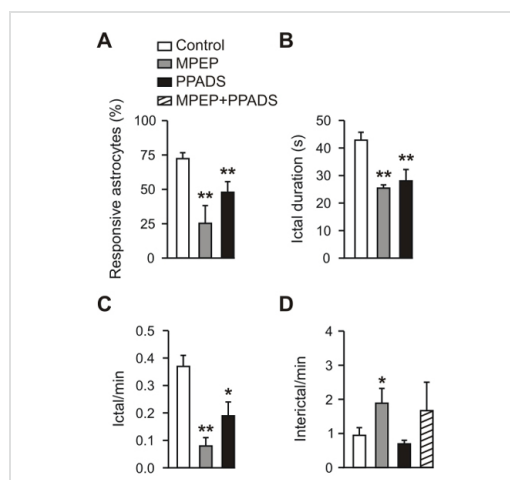 A
Control
B
MPEP
PPADS
MPEP+PPADS
Responsive astrocytes (%)
100
75
50
25
0
**
**
Ictal duration (s)
50
40
30
20
10
0
**
**
C
Ictal/min
0.5
0.4
0.3
0.2
0.1
0.0
**
*
D
Interictal/min
4
3
2
1
0
*